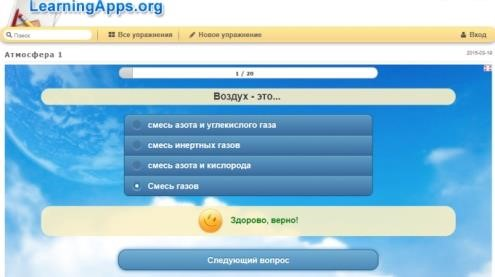 LearningApps.org
Поиск
Все упражнения
Новое упражнение
Вход
Атмосфера 1
2015-03-19
1 / 20
Воздух - это...
смесь азота и углекислого газа
смесь инертных газов
смесь азота и кислорода
Смесь газов
Здорово, верно!
Следующий вопрос